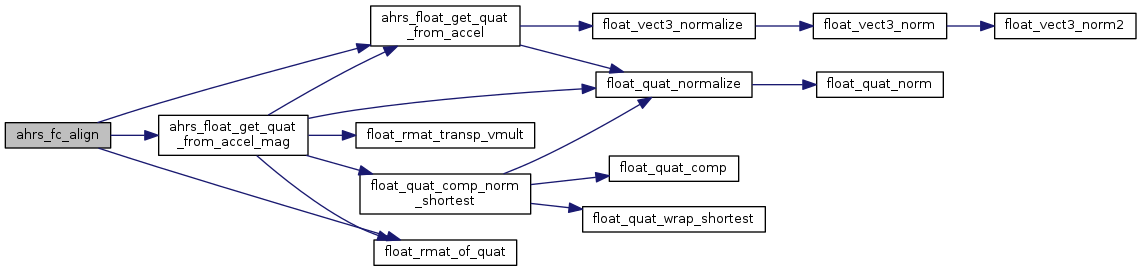 ahrs_fc_align
ahrs_float_get_quat
_from_accel
ahrs_float_get_quat
_from_accel_mag
float_rmat_transp_vmult
float_quat_comp_norm
_shortest
float_rmat_of_quat
float_vect3_normalize
float_quat_normalize
float_quat_comp
float_quat_wrap_shortest
float_vect3_norm
float_quat_norm
float_vect3_norm2